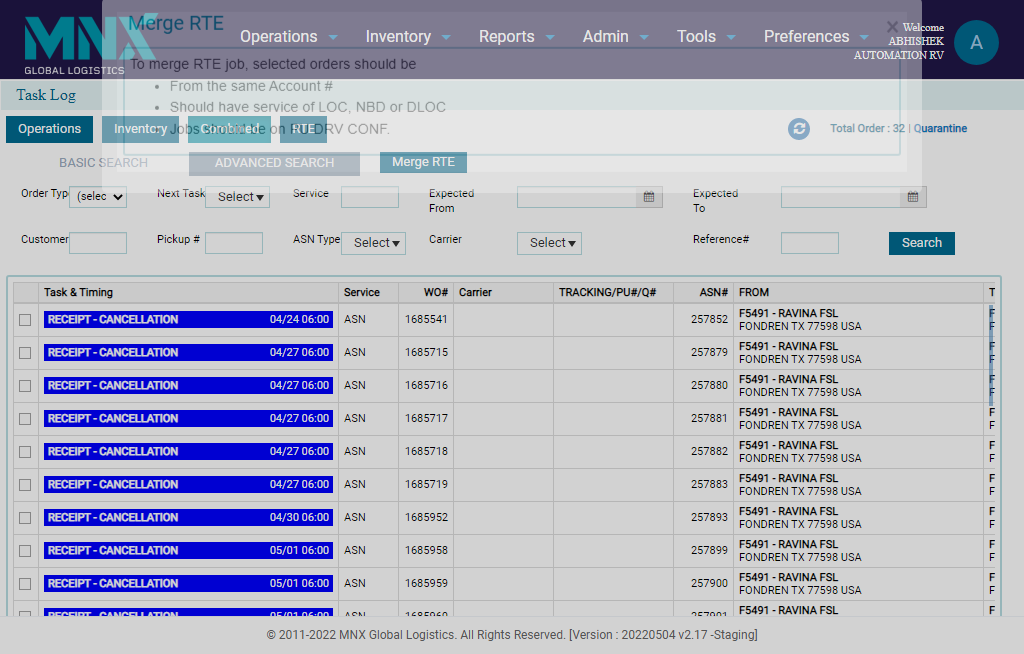 MNX
GLOBAL LOGISTICS
Merge RTE
Operations Inventory Reports Admin Tools Preferences
Welcome
ABHISHEK
AUTOMATION RV
A
To merge RTE job, selected orders should be
From the same Account #
Should have service of LOC, NBD or DLOC
Jobs should be on RTE DRV CONF.
Task Log
Operations Inventory Combined RTE
Total Order : 32 | Quarantine
BASIC SEARCH ADVANCED SEARCH Merge RTE
Order Typ (selec Next Task Select Service Expected From Expected To
Customer Pickup # ASN Type Select Carrier Select Reference# Search
Task & Timing Service WO# Carrier TRACKING/PU#/Q# ASN# FROM T
RECEIPT - CANCELLATION 04/24 06:00 ASN 1685541 257852 F5491 - RAVINA FSL F
FONDREN TX 77598 USA F
RECEIPT - CANCELLATION 04/27 06:00 ASN 1685715 257879 F5491 - RAVINA FSL F
FONDREN TX 77598 USA F
RECEIPT - CANCELLATION 04/27 06:00 ASN 1685716 257880 F5491 - RAVINA FSL F
FONDREN TX 77598 USA F
RECEIPT - CANCELLATION 04/27 06:00 ASN 1685717 257881 F5491 - RAVINA FSL F
FONDREN TX 77598 USA F
RECEIPT - CANCELLATION 04/27 06:00 ASN 1685718 257882 F5491 - RAVINA FSL F
FONDREN TX 77598 USA F
RECEIPT - CANCELLATION 04/27 06:00 ASN 1685719 257883 F5491 - RAVINA FSL F
FONDREN TX 77598 USA F
RECEIPT - CANCELLATION 04/30 06:00 ASN 1685952 257893 F5491 - RAVINA FSL F
FONDREN TX 77598 USA F
RECEIPT - CANCELLATION 05/01 06:00 ASN 1685958 257899 F5491 - RAVINA FSL F
FONDREN TX 77598 USA F
RECEIPT - CANCELLATION 05/01 06:00 ASN 1685959 257900 F5491 - RAVINA FSL F
FONDREN TX 77598 USA F
RECEIPT - CANCELLATION 05/01 06:00 ASN 1685960 257901 F5491 - RAVINA FSL F
© 2011-2022 MNX Global Logistics. All Rights Reserved. [Version : 20220504 v2.17 -Staging]